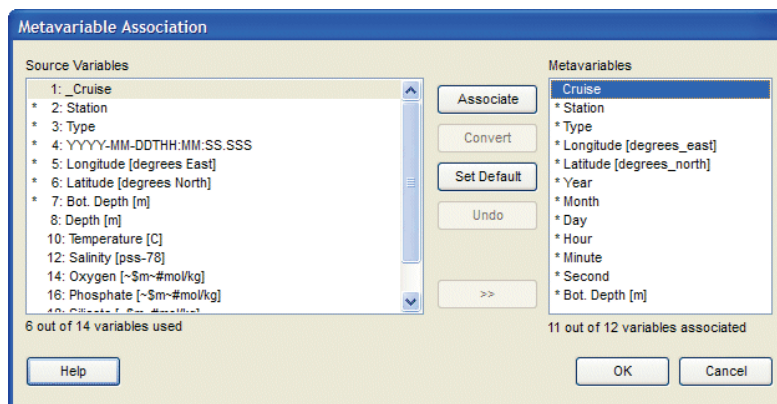 Metavariable Association
Source Variables
1: _Cruise
* 2: Station
* 3: Type
* 4: YYYY-MM-DDTHH:MM:SS.SSS
* 5: Longitude [degrees East]
* 6: Latitude [degrees North]
* 7: Bot. Depth [m]
8: Depth [m]
10: Temperature [C]
12: Salinity [pss-78]
14: Oxygen [~$m~#mol/kg]
16: Phosphate [~$m~#mol/kg]
6 out of 14 variables used
Associate
Convert
Set Default
Undo
>>
Metavariables
Cruise
* Station
* Type
* Longitude [degrees_east]
* Latitude [degrees_north]
* Year
* Month
* Day
* Hour
* Minute
* Second
* Bot. Depth [m]
11 out of 12 variables associated
Help
OK
Cancel